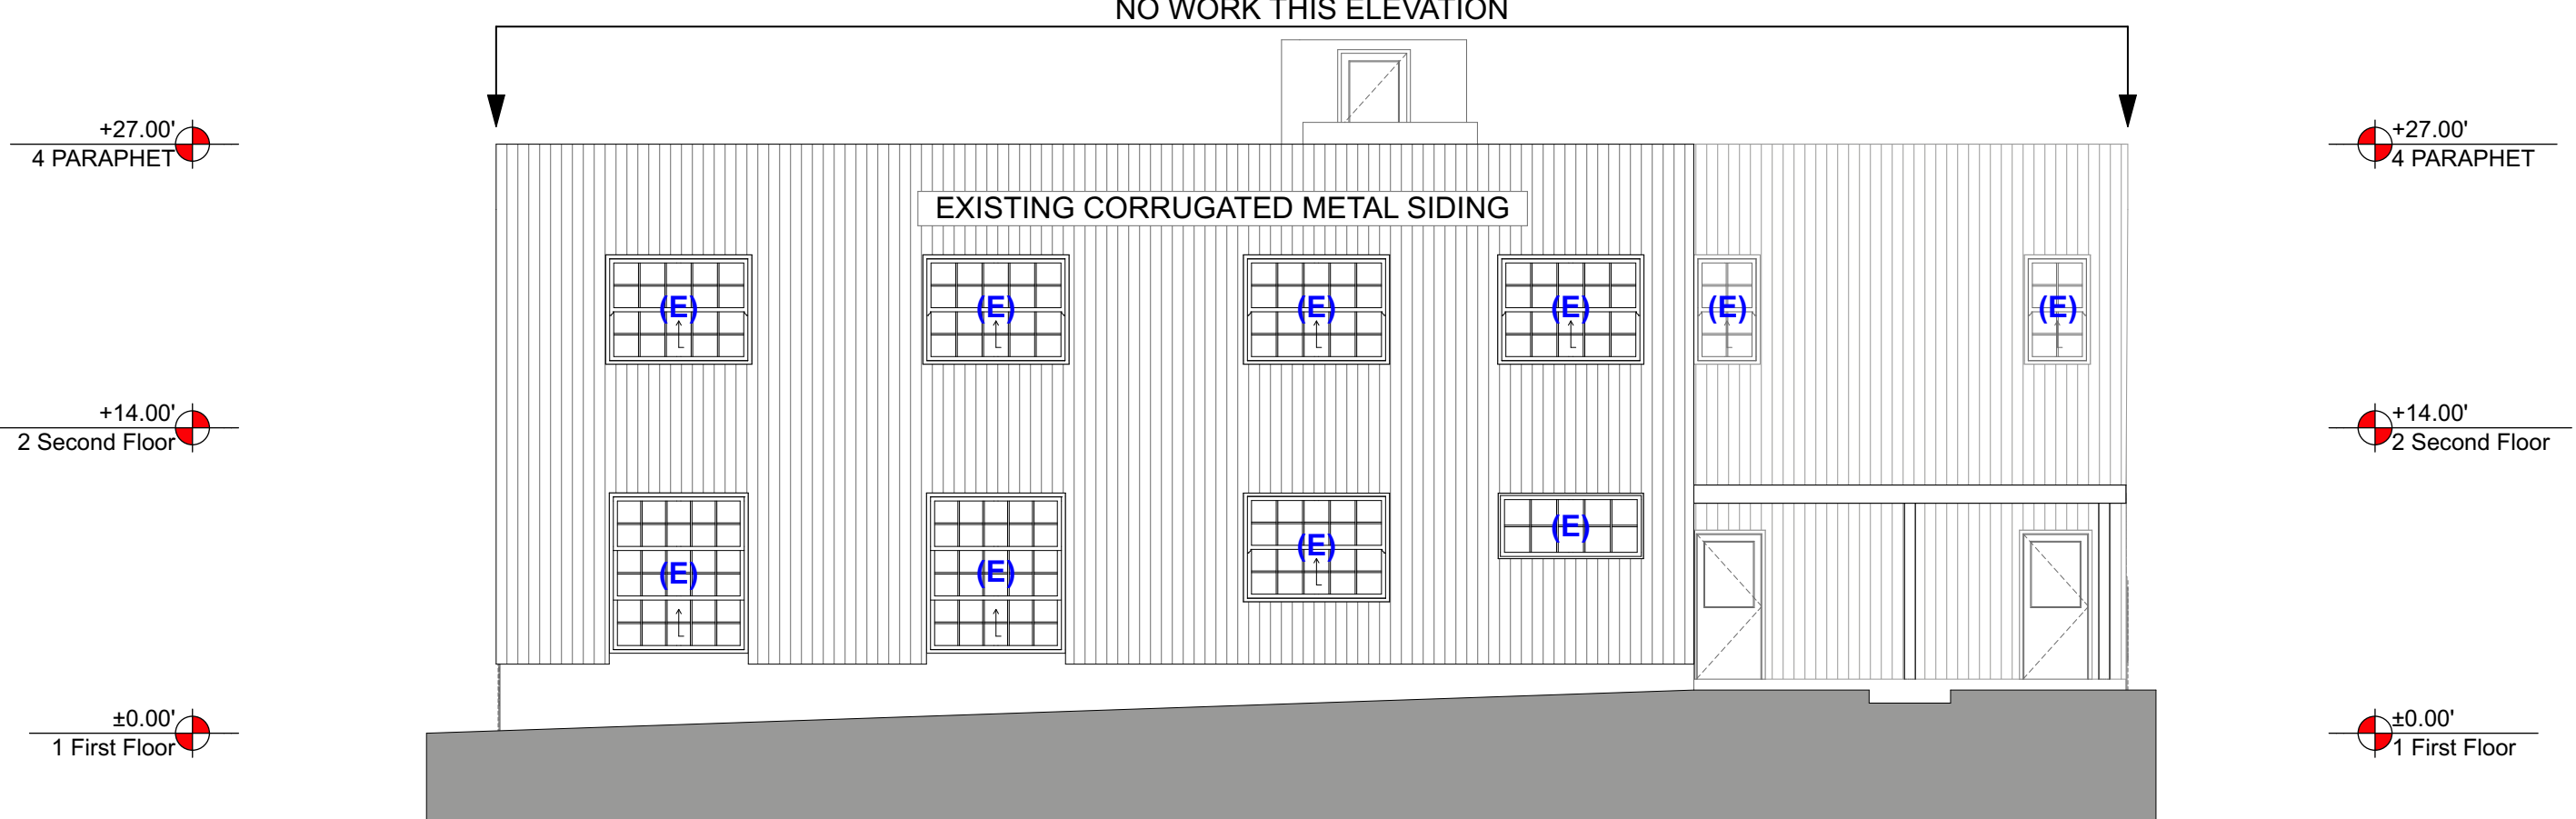 NO WORK THIS ELEVATION
+27.00'
4 PARAPHET
+27.00'
4 PARAPHET
EXISTING CORRUGATED METAL SIDING
(E)
(E)
(E)
(E)
(E)
(E)
+14.00'
2 Second Floor
+14.00'
2 Second Floor
(E)
(E)
(E)
(E)
±0.00'
1 First Floor
±0.00'
1 First Floor